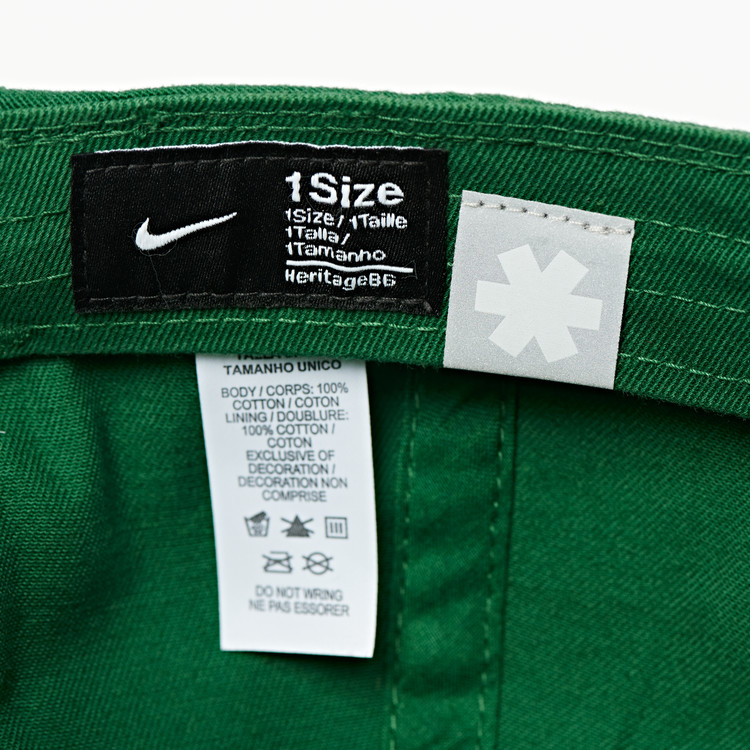 1Size
1Size/1Taille
1Talla/
1Tamanho
Heritage86
TAMANHO UNICO
BODY / CORPS: 100%
COTTON / COTON
LINING / DOUBLURE:
100% COTTON /
COTON
EXCLUSIVE OF
DECORATION /
DECORATION NON
COMPRISE
DO NOT WRING
NE PAS ESSORER